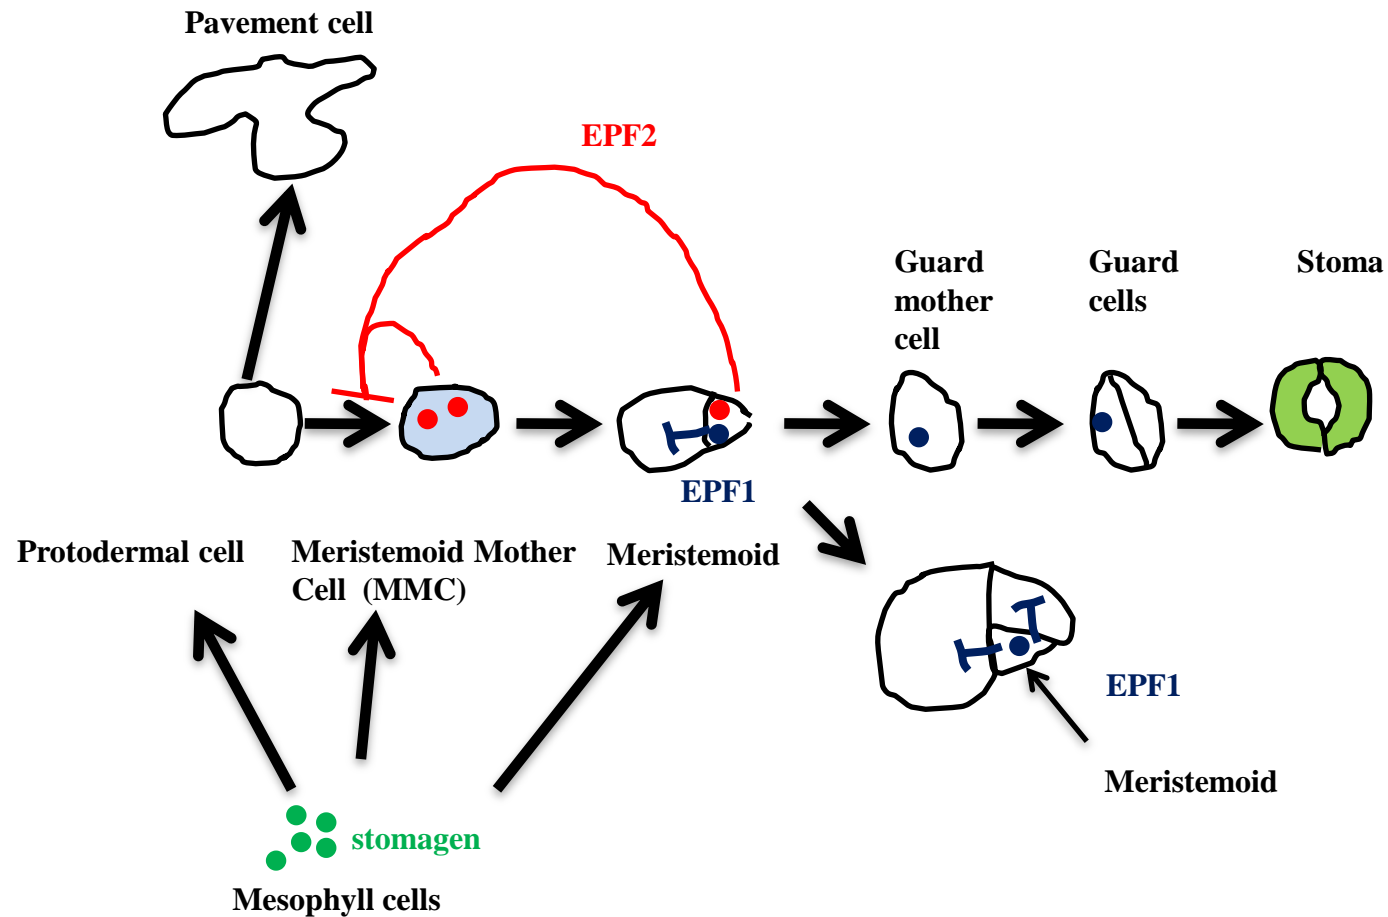 Pavement cell
EPF2
Guard
mother
cell
Guard
cells
Stoma
EPF1
Protodermal cell
Meristemoid Mother
Cell (MMC)
Meristemoid
EPF1
Meristemoid
stomagen
Mesophyll cells